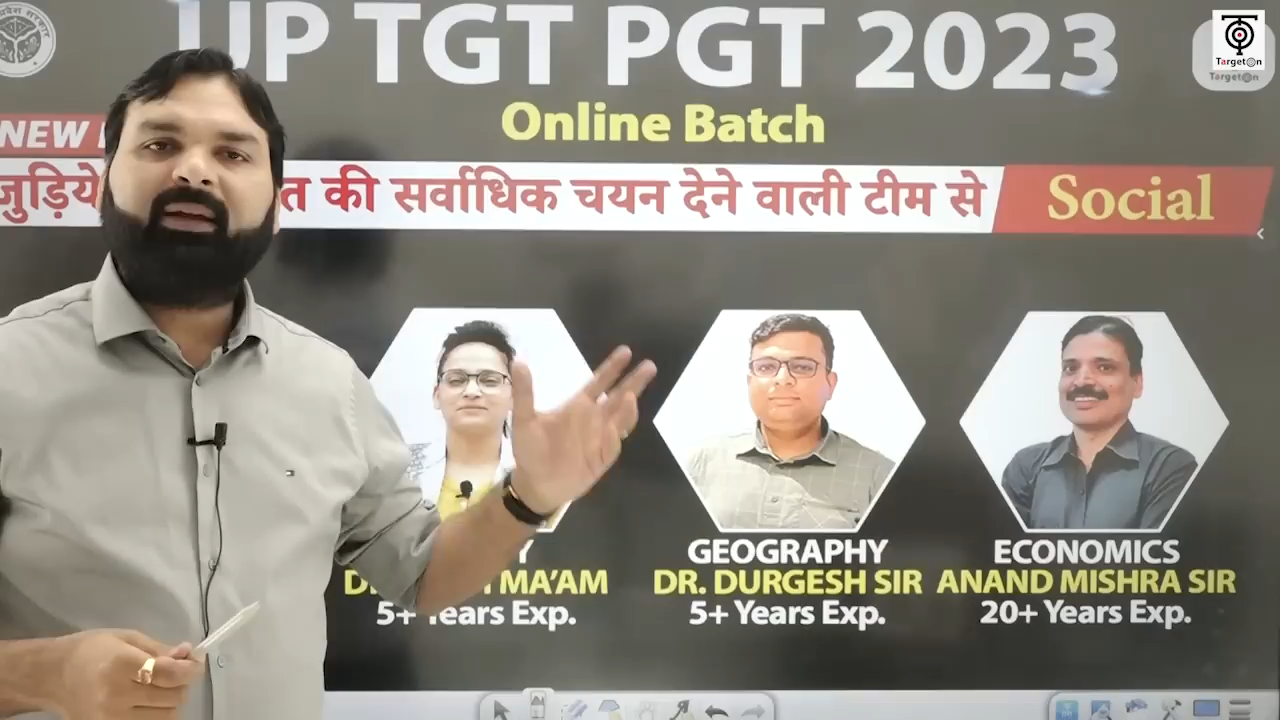 UP TGT PGT 2023
TargetOn
TargetOn
Online Batch
NEW
जुड़िये की सर्वाधिक चयन देने वाली टीम से
Social
GEOGRAPHY
ECONOMICS
MA'AM
DR. DURGESH SIR
ANAND MISHRA SIR
5+ Years Exp.
5+ Years Exp.
20+ Years Exp.